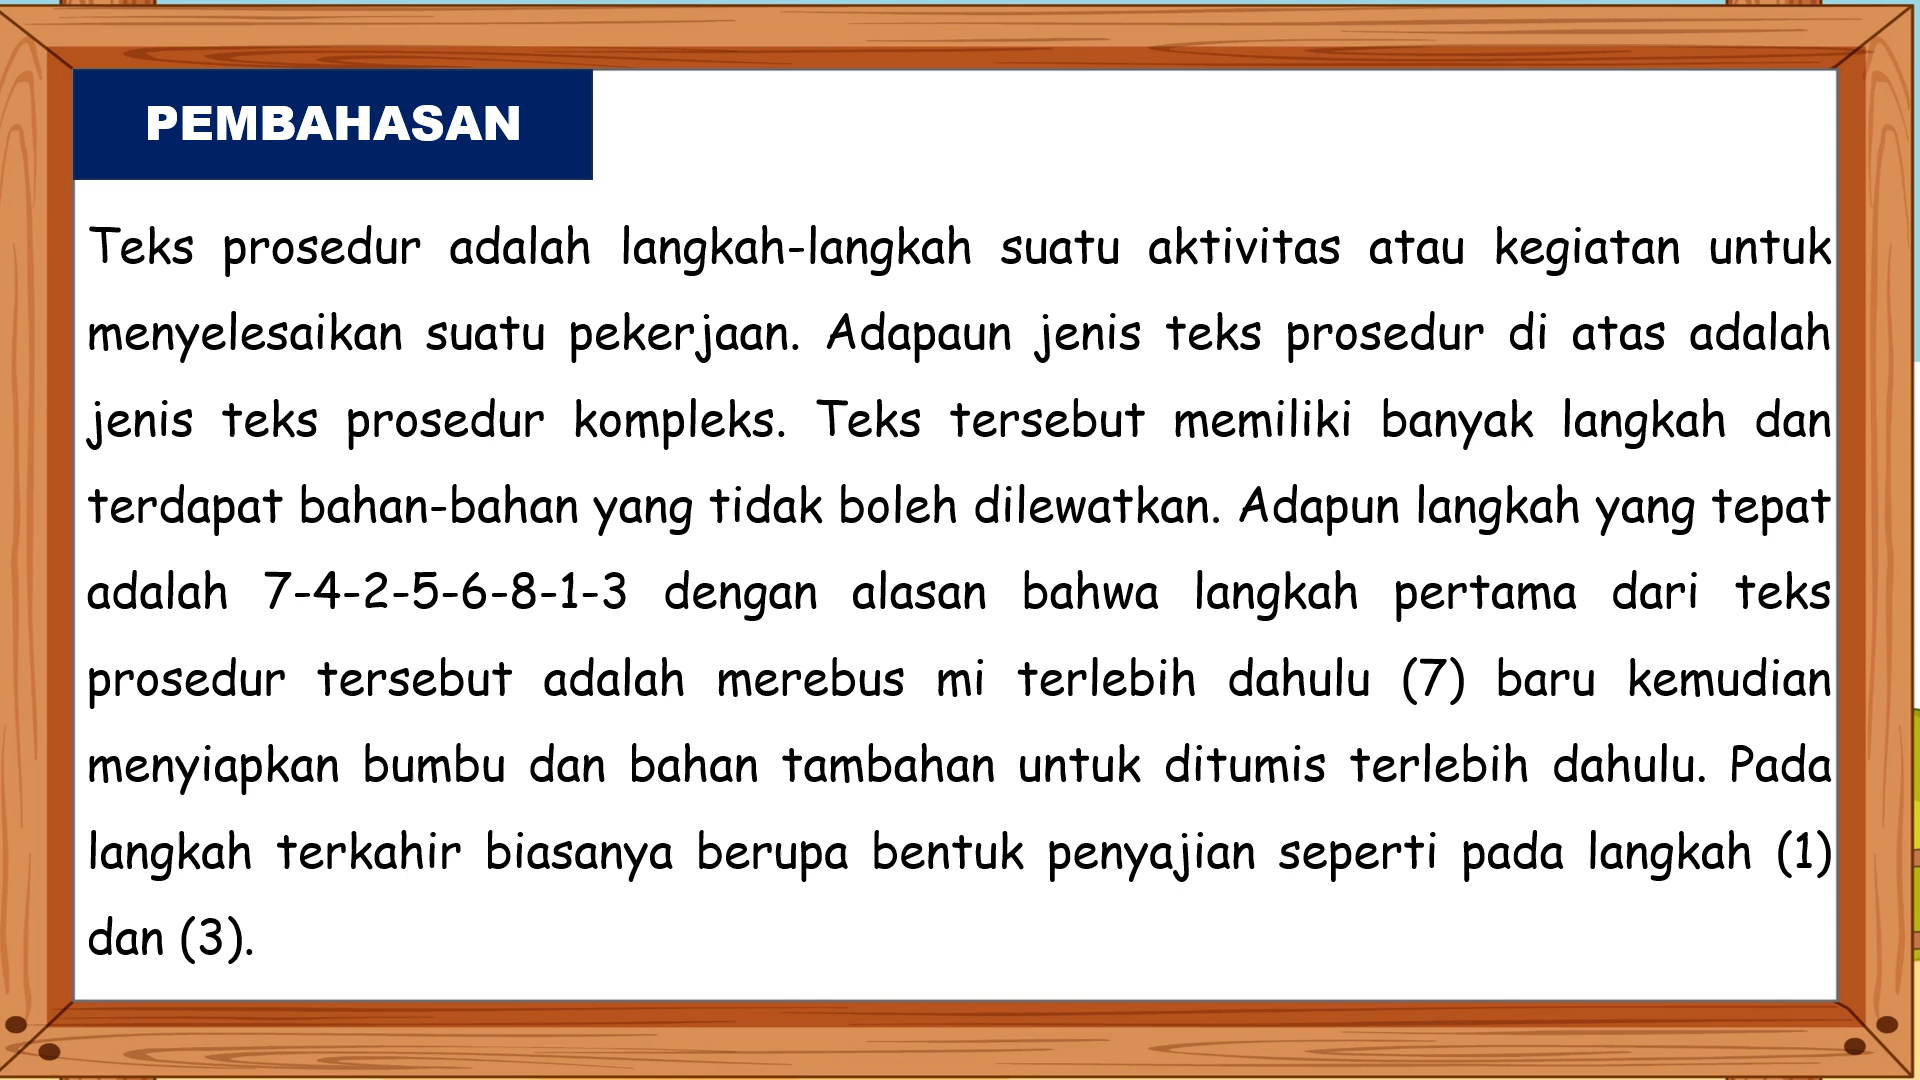 PEMBAHASAN
Teks prosedur adalah langkah-langkah suatu aktivitas atau kegiatan untuk
menyelesaikan suatu pekerjaan. Adapaun jenis teks prosedur di atas adalah
jenis teks prosedur kompleks. Teks tersebut memiliki banyak langkah dan
terdapat bahan-bahan yang tidak boleh dilewatkan. Adapun langkah yang tepat
adalah 7-4-2-5-6-8-1-3 dengan alasan bahwa langkah pertama dari teks
prosedur tersebut adalah merebus mi terlebih dahulu (7) baru kemudian
menyiapkan bumbu dan bahan tambahan untuk ditumis terlebih dahulu. Pada
langkah terkahir biasanya berupa bentuk penyajian seperti pada langkah (1)
dan (3).